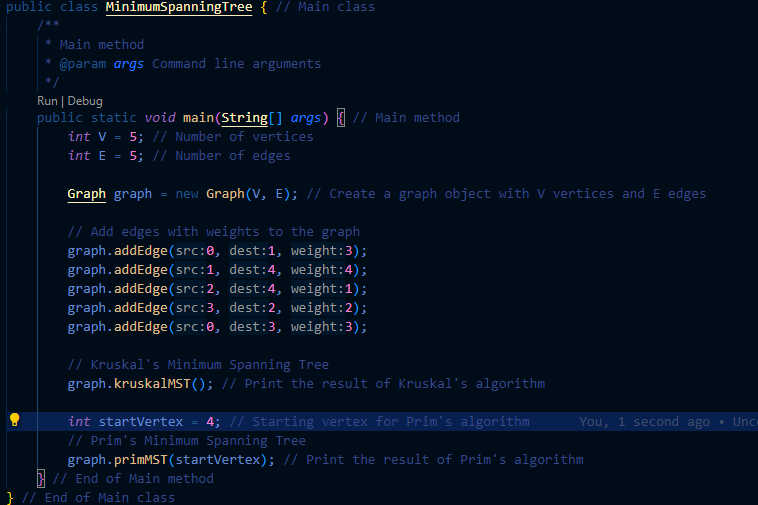 public class MinimumSpanningTree { // Main class
/**
* Main method
* @param args Command line arguments
*/
Run | Debug
public static void main(String[] args) { // Main method
int V = 5; // Number of vertices
int E = 5; // Number of edges
Graph graph = new Graph(V, E); // Create a graph object with V vertices and E edges
// Add edges with weights to the graph
graph.addEdge(src:0, dest:1, weight:3);
graph.addEdge(src:1, dest:4, weight:4);
graph.addEdge(src:2, dest:4, weight:1);
graph.addEdge(src:3, dest:2, weight:2);
graph.addEdge(src:0, dest:3, weight:3);
// Kruskal's Minimum Spanning Tree
graph.kruskalMST(); // Print the result of Kruskal's algorithm
int startVertex = 4; // Starting vertex for Prim's algorithm You, 1 second ago • Unco
// Prim's Minimum Spanning Tree
graph.primMST(startVertex); // Print the result of Prim's algorithm
} // End of Main method
} // End of Main class